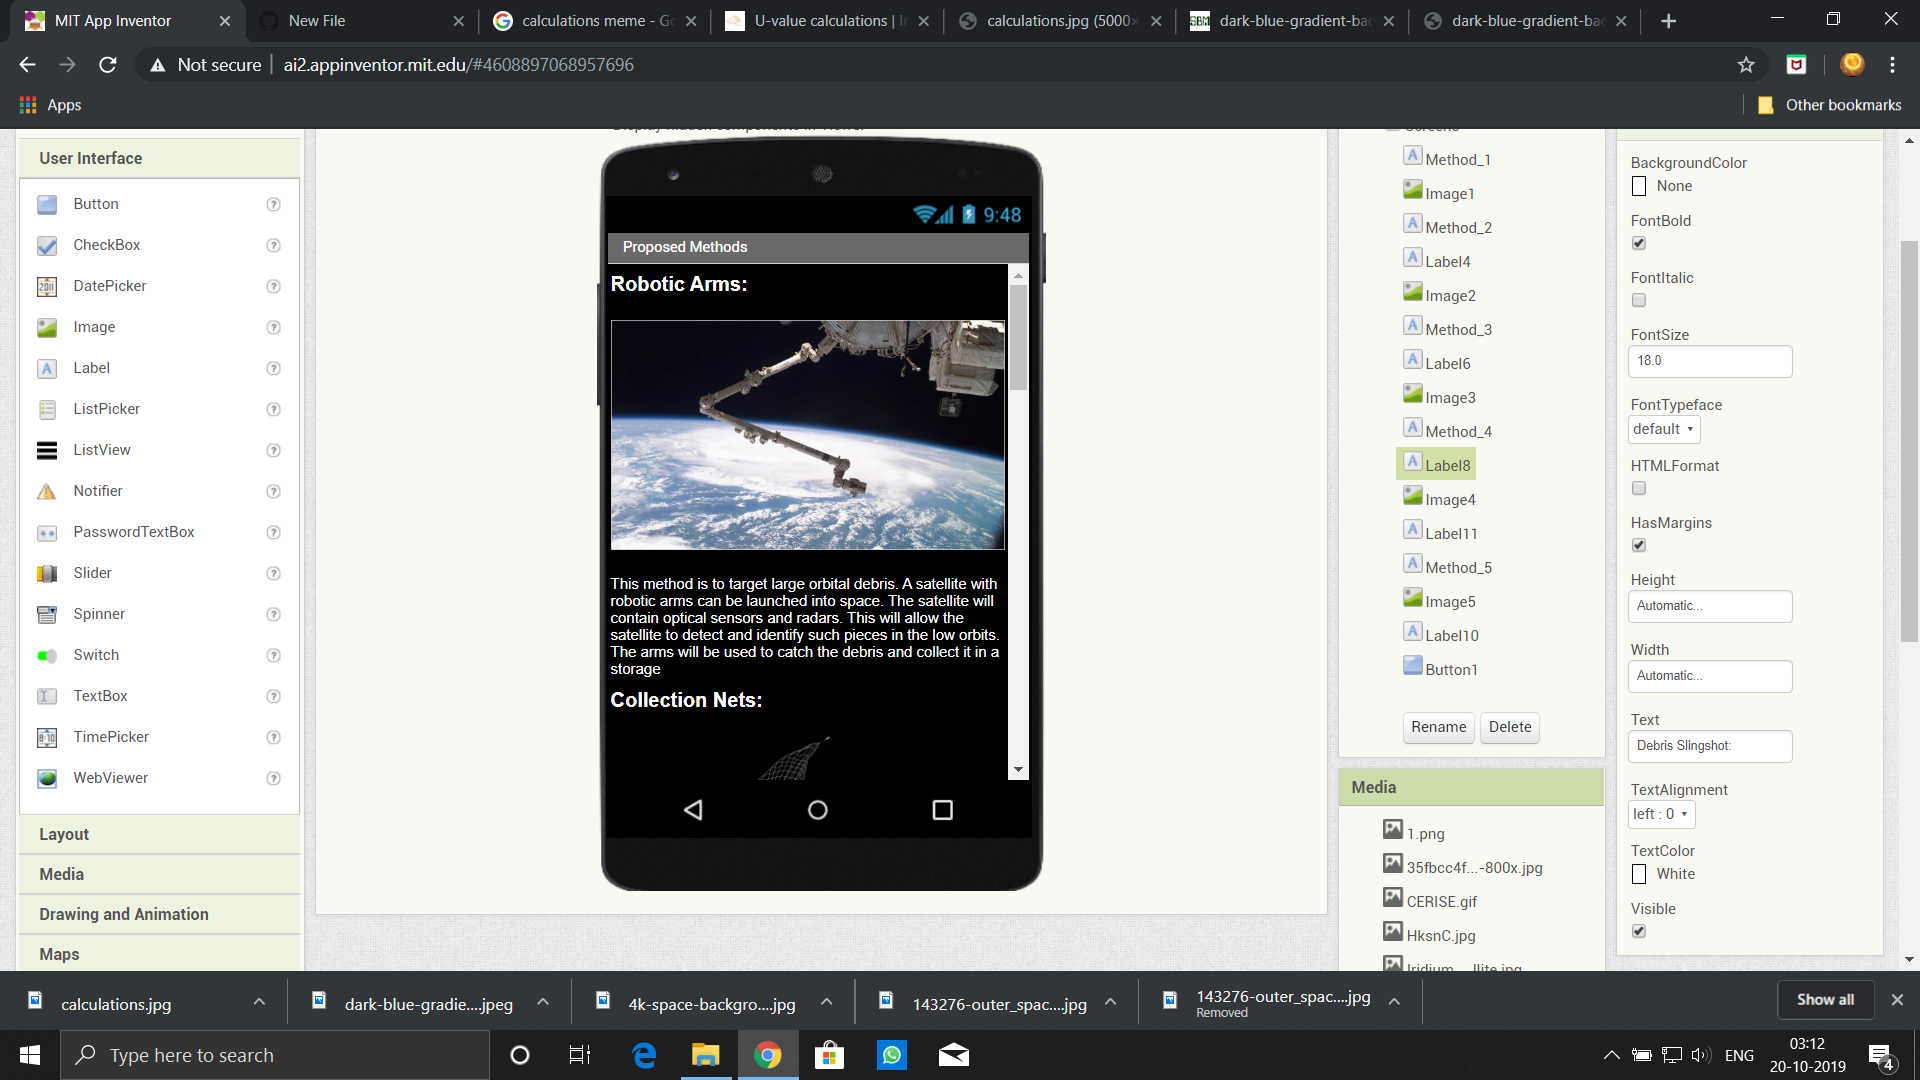 MIT App Inventor
New File
calculations meme - Go
U-value calculations | In
calculations.jpg (5000×
dark-blue-gradient-bac
dark-blue-gradient-bac
Not secure
ai2.appinventor.mit.edu/#4608897068957696
Apps
Other bookmarks
User Interface
Button
CheckBox
DatePicker
Image
Label
ListPicker
ListView
Notifier
PasswordTextBox
Slider
Spinner
Switch
TextBox
TimePicker
WebViewer
Layout
Media
Drawing and Animation
Maps
9:48
Proposed Methods
Robotic Arms:
This method is to target large orbital debris. A satellite with
robotic arms can be launched into space. The satellite will
contain optical sensors and radars. This will allow the
satellite to detect and identify such pieces in the low orbits.
The arms will be used to catch the debris and collect it in a
storage
Collection Nets:
Method_1
Image1
Method_2
Label4
Image2
Method_3
Label6
Image3
Method_4
Label8
Image4
Label11
Method_5
Image5
Label10
Button1
Rename
Delete
Media
1.png
35fbcc4f...-800x.jpg
CERISE.gif
HksnC.jpg
Iridium_...llite.jpg
BackgroundColor
None
FontBold
FontItalic
FontSize
18.0
FontTypeface
default
HTMLFormat
HasMargins
Height
Automatic...
Width
Automatic...
Text
Debris Slingshot:
TextAlignment
left : 0
TextColor
White
Visible
calculations.jpg
dark-blue-gradie....jpeg
4k-space-backgro....jpg
143276-outer_spac....jpg
143276-outer_spac....jpg
Removed
Show all
Type here to search
ENG
03:12
20-10-2019
4